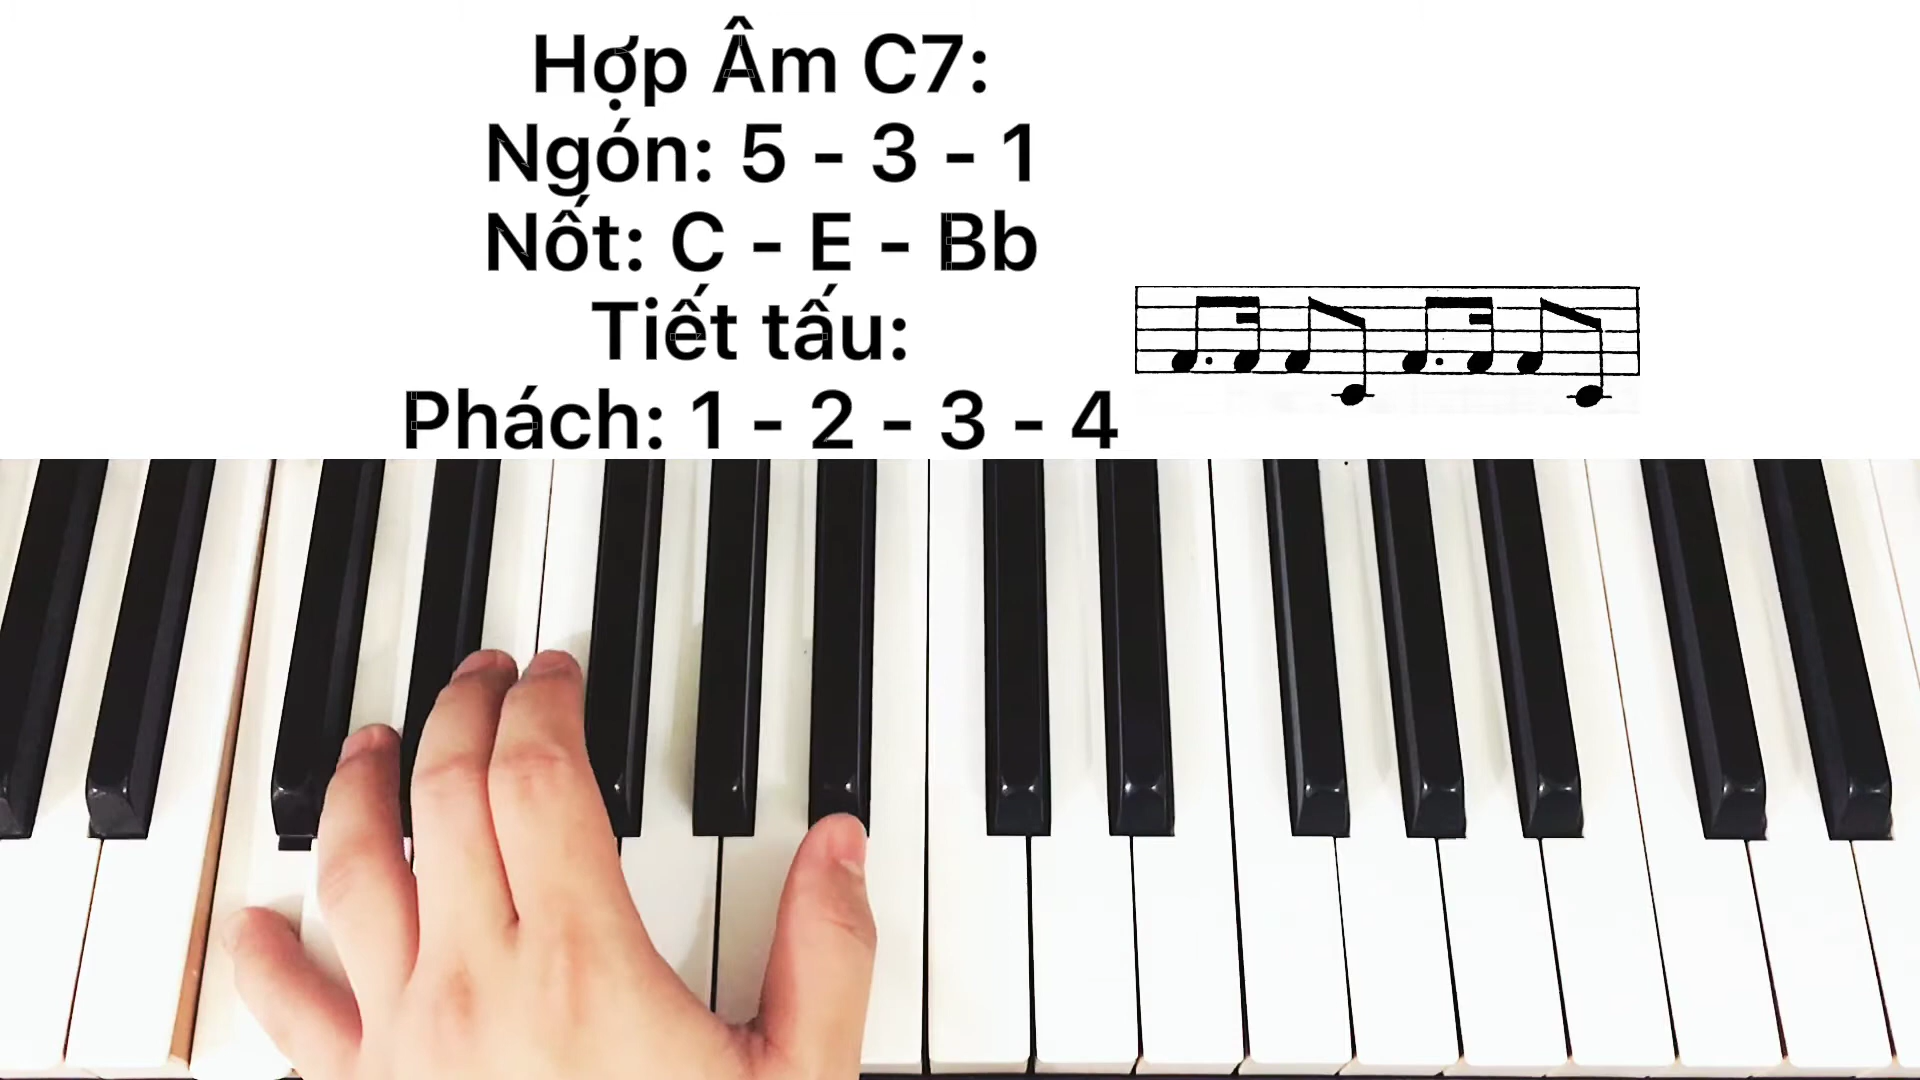 Hợp Âm C7:
Ngón: 5 - 3 - 1
Nốt: C - E - Bb
Tiết tấu:
Phách: 1 - 2 - 3 - 4